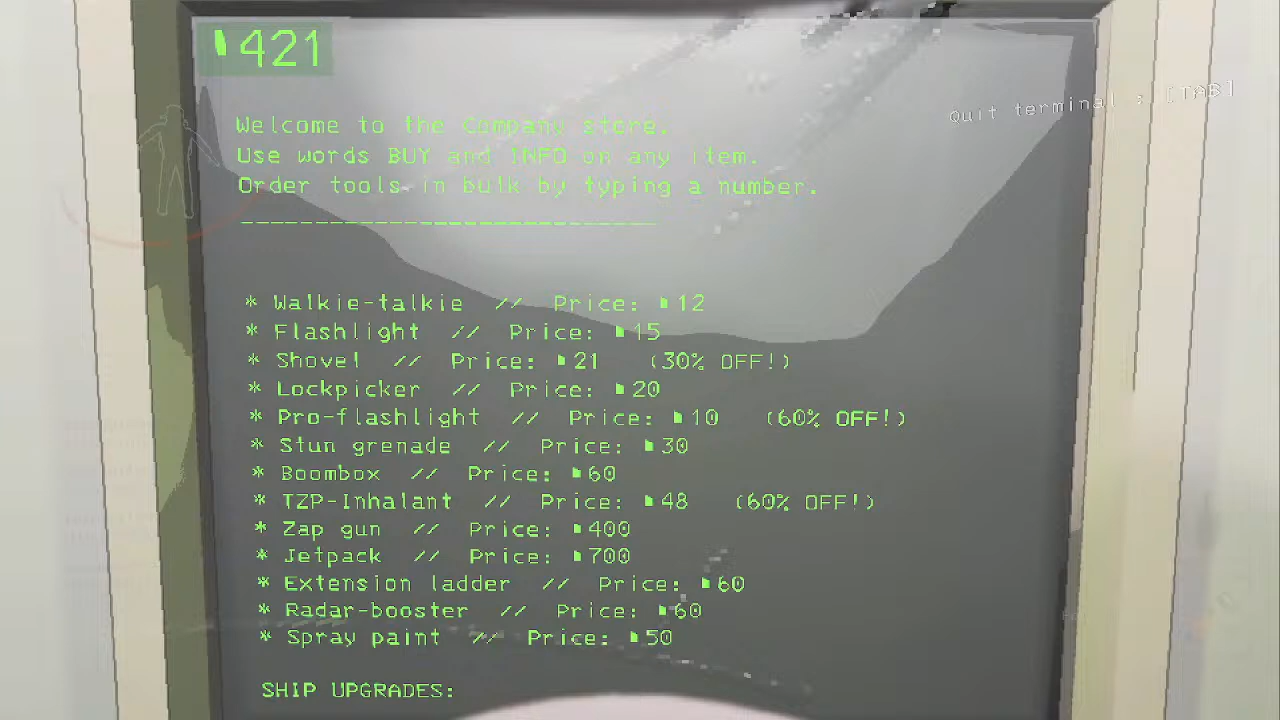 ▮421
Quit terminal : [TAB]
Welcome to the Company store.
Use words BUY and INFO on any item.
Order tools in bulk by typing a number.
____________________________
* Walkie-talkie // Price: ▮12
* Flashlight // Price: ▮15
* Shovel // Price: ▮21 (30% OFF!)
* Lockpicker // Price: ▮20
* Pro-flashlight // Price: ▮10 (60% OFF!)
* Stun grenade // Price: ▮30
* Boombox // Price: ▮60
* TZP-Inhalant // Price: ▮48 (60% OFF!)
* Zap gun // Price: ▮400
* Jetpack // Price: ▮700
* Extension ladder // Price: ▮60
* Radar-booster // Price: ▮60
* Spray paint // Price: ▮50
SHIP UPGRADES: